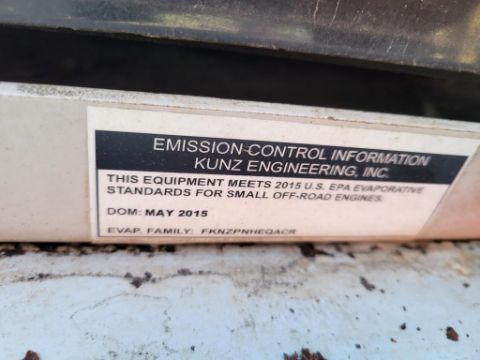 EMISSION CONTROL INFORMATION
KUNZ ENGINEERING, INC.
THIS EQUIPMENT MEETS 2015 U.S. EPA EVAPORATIVE
STANDARDS FOR SMALL OFF-ROAD ENGINES.
DOM: MAY 2015
EVAP. FAMILY: FKNZPNHEQACR